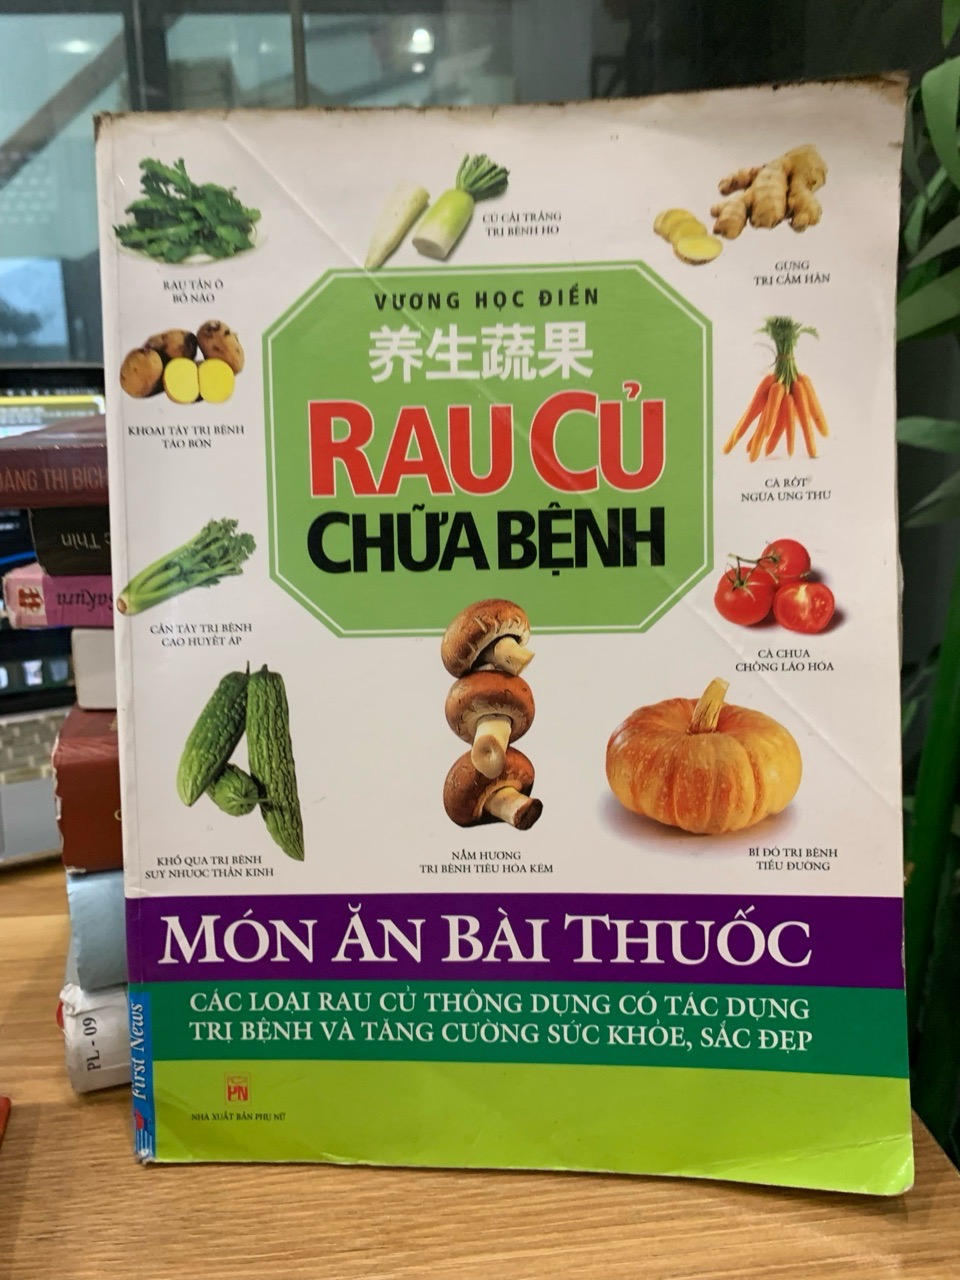 CỦ CẢI TRẮNG
TRỊ BỆNH HO
RAU TẦN Ô
BỔ NÃO
GỪNG
TRỊ CẢM HÀN
VƯƠNG HỌC ĐIỂN
养生蔬果
RAU CỦ
CHỮA BỆNH
KHOAI TÂY TRỊ BỆNH
TÁO BÓN
CÀ RỐT
NGỪA UNG THƯ
CẦN TÂY TRỊ BỆNH
CAO HUYẾT ÁP
CÀ CHUA
CHỐNG LÃO HÓA
KHỔ QUA TRỊ BỆNH
SUY NHƯỢC THẦN KINH
NẤM HƯƠNG
TRỊ BỆNH TIÊU HÓA KÉM
BÍ ĐỎ TRỊ BỆNH
TIỂU ĐƯỜNG
MÓN ĂN BÀI THUỐC
CÁC LOẠI RAU CỦ THÔNG DỤNG CÓ TÁC DỤNG
TRỊ BỆNH VÀ TĂNG CƯỜNG SỨC KHỎE, SẮC ĐẸP
First News
PN
NHÀ XUẤT BẢN PHỤ NỮ
THỊ BÍCH
Thìn
Sakura
PL - 09